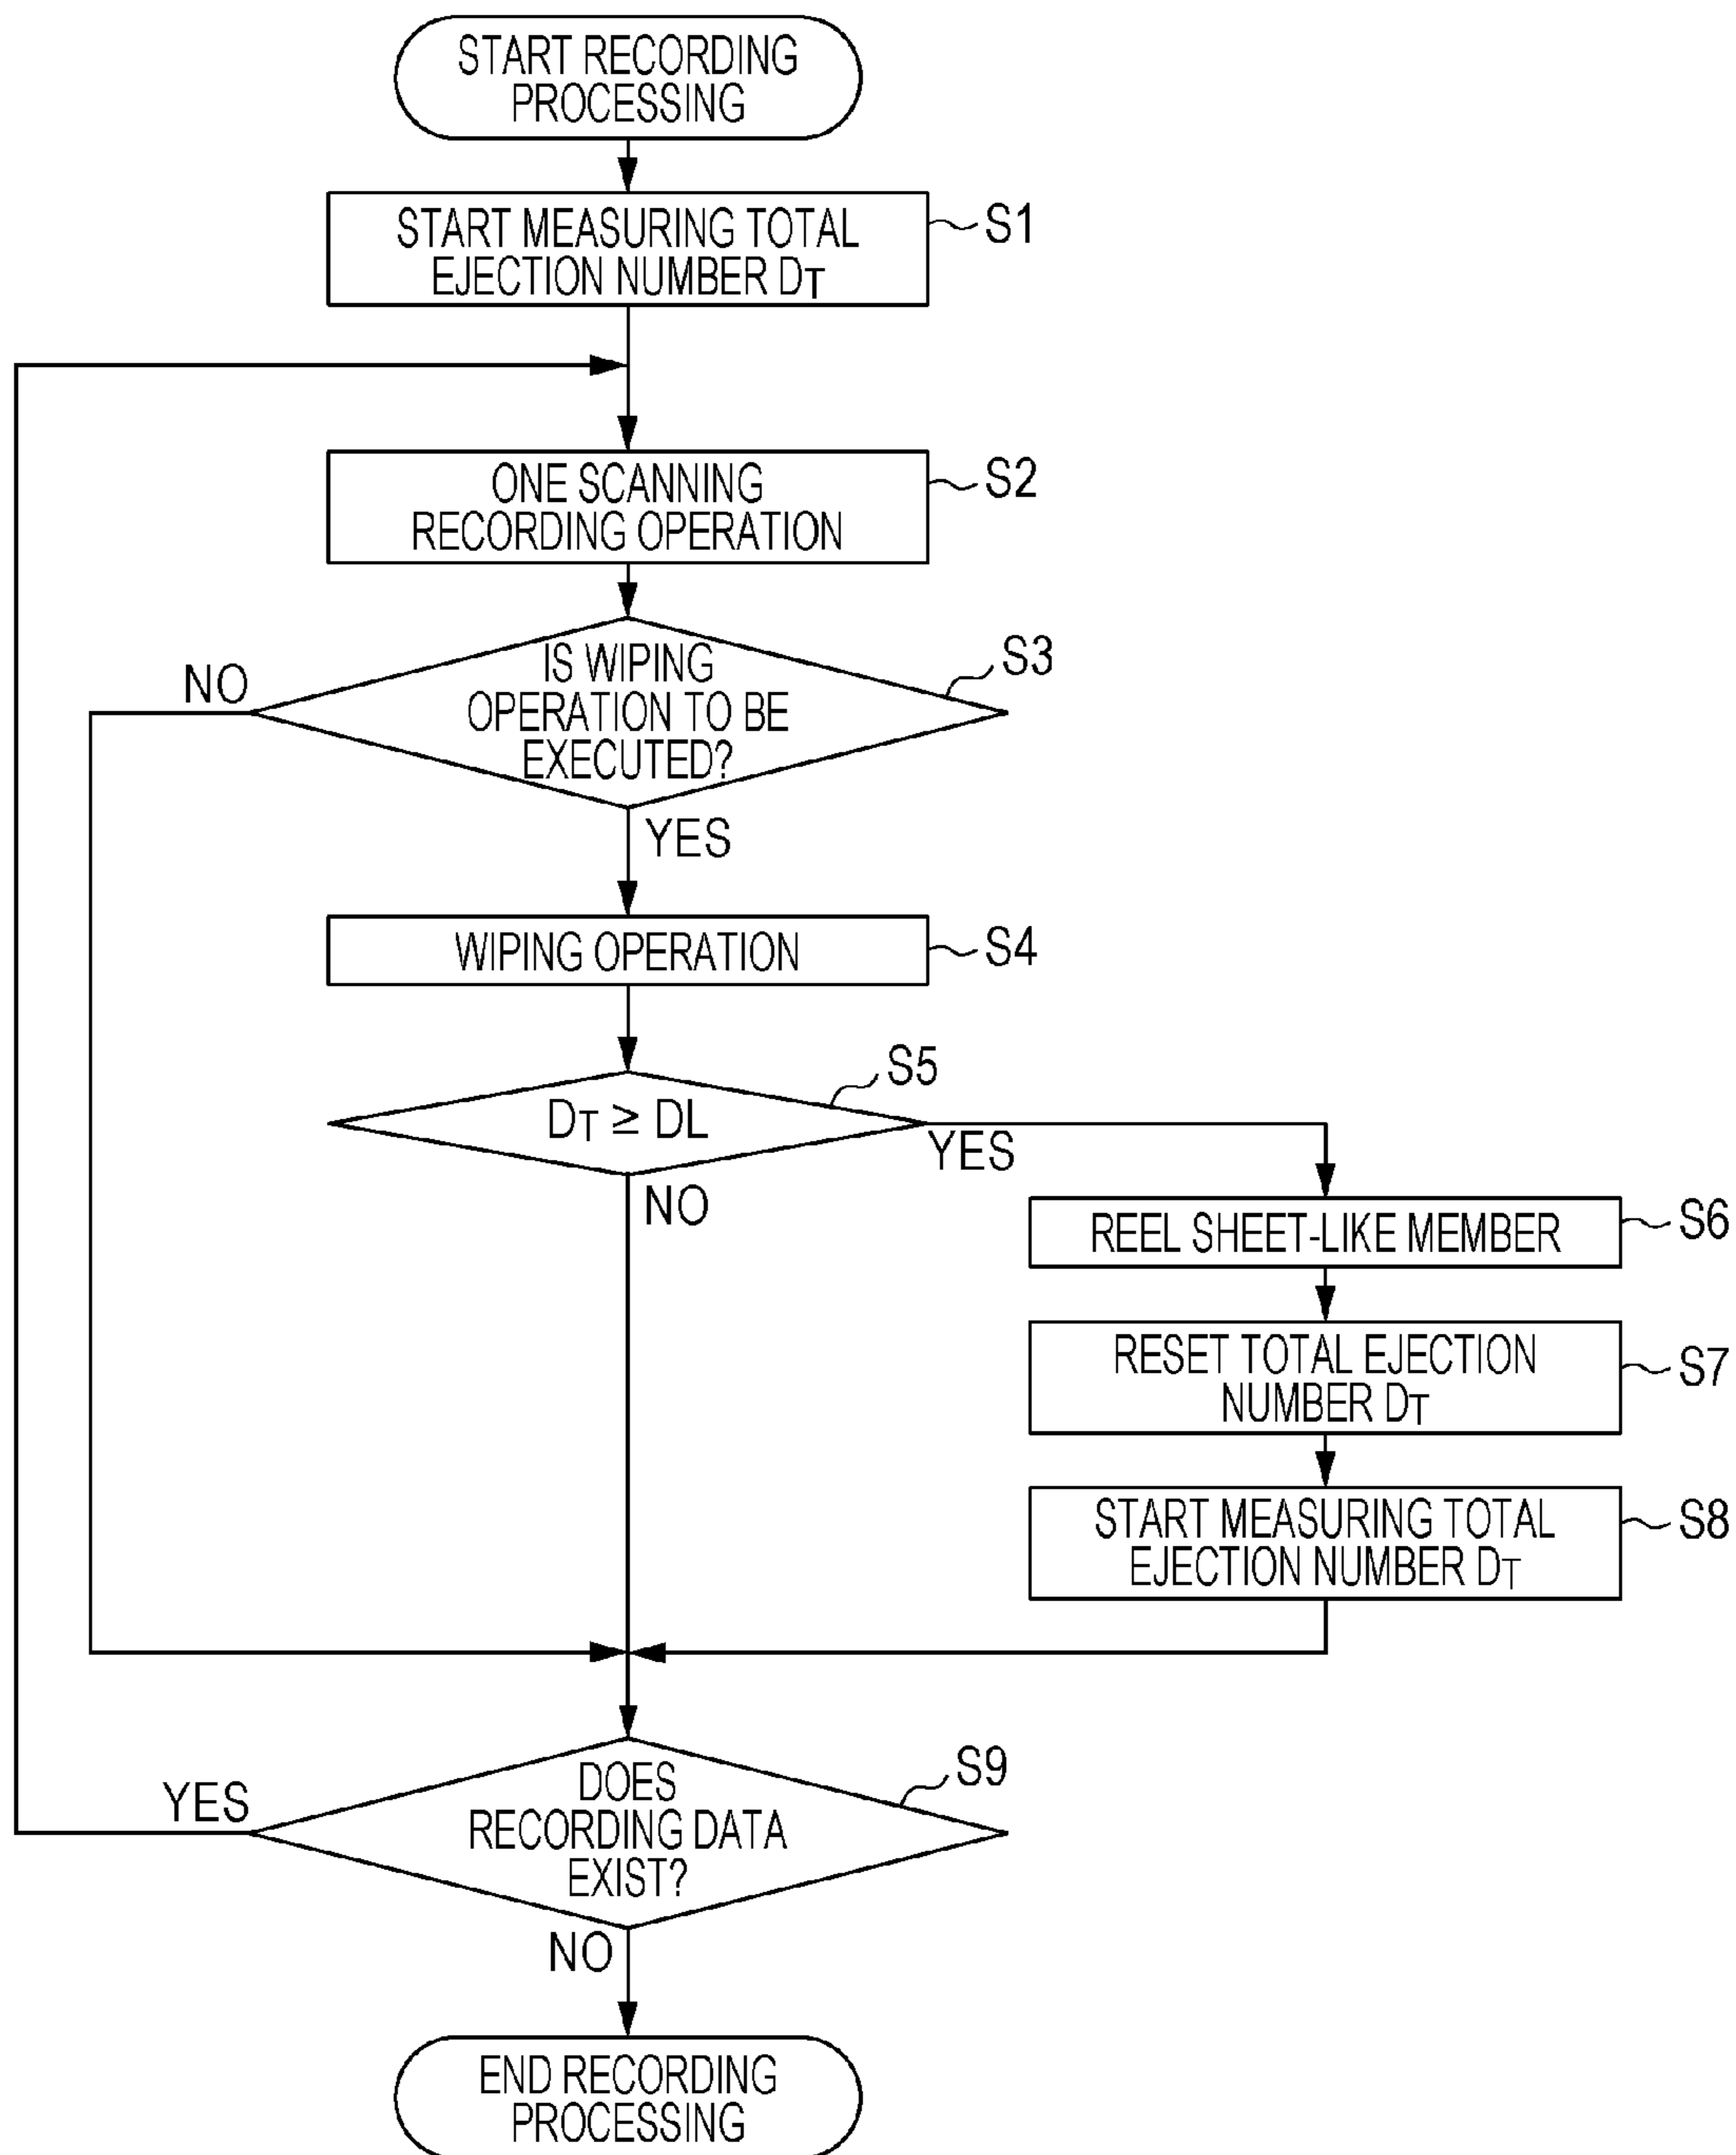 START RECORDING
PROCESSING
START MEASURING TOTAL
EJECTION NUMBER DT
S1
ONE SCANNING
RECORDING OPERATION
S2
IS WIPING
OPERATION TO BE
EXECUTED?
S3
NO
YES
WIPING OPERATION
S4
DT ≥ DL
S5
YES
NO
REEL SHEET-LIKE MEMBER
S6
RESET TOTAL EJECTION
NUMBER DT
S7
START MEASURING TOTAL
EJECTION NUMBER DT
S8
DOES
RECORDING DATA
EXIST?
S9
YES
NO
END RECORDING
PROCESSING